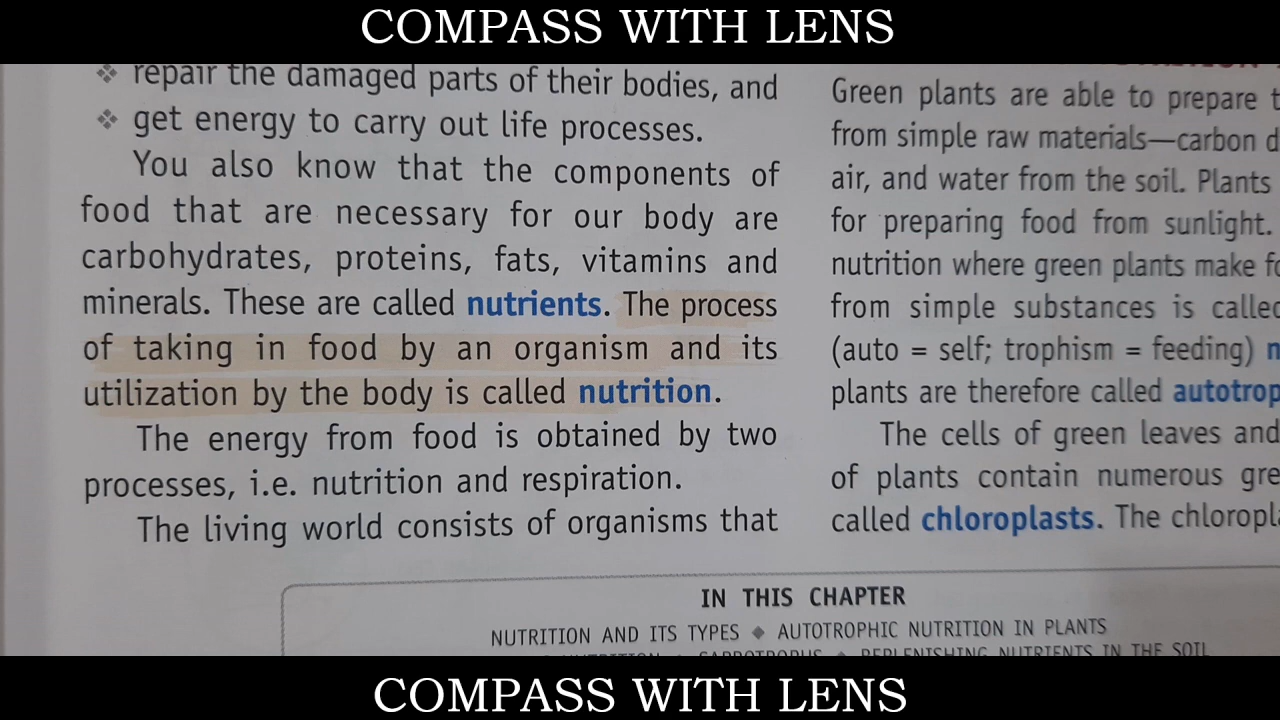 COMPASS WITH LENS
❖ repair the damaged parts of their bodies, and
❖ get energy to carry out life processes.
You also know that the components of
food that are necessary for our body are
carbohydrates, proteins, fats, vitamins and
minerals. These are called nutrients. The process
of taking in food by an organism and its
utilization by the body is called nutrition.
The energy from food is obtained by two
processes, i.e. nutrition and respiration.
The living world consists of organisms that
Green plants are able to prepare
from simple raw materials—carbon
air, and water from the soil. Plants
for preparing food from sunlight.
nutrition where green plants make
from simple substances is called
(auto = self; trophism = feeding)
plants are therefore called
The cells of green leaves and
of plants contain numerous
called chloroplasts. The
IN THIS CHAPTER
NUTRITION AND ITS TYPES ◆ AUTOTROPHIC NUTRITION IN PLANTS
NUTRITION ◆ SAPROTROPHS ◆ REPLENISHING NUTRIENTS IN THE SOIL
COMPASS WITH LENS